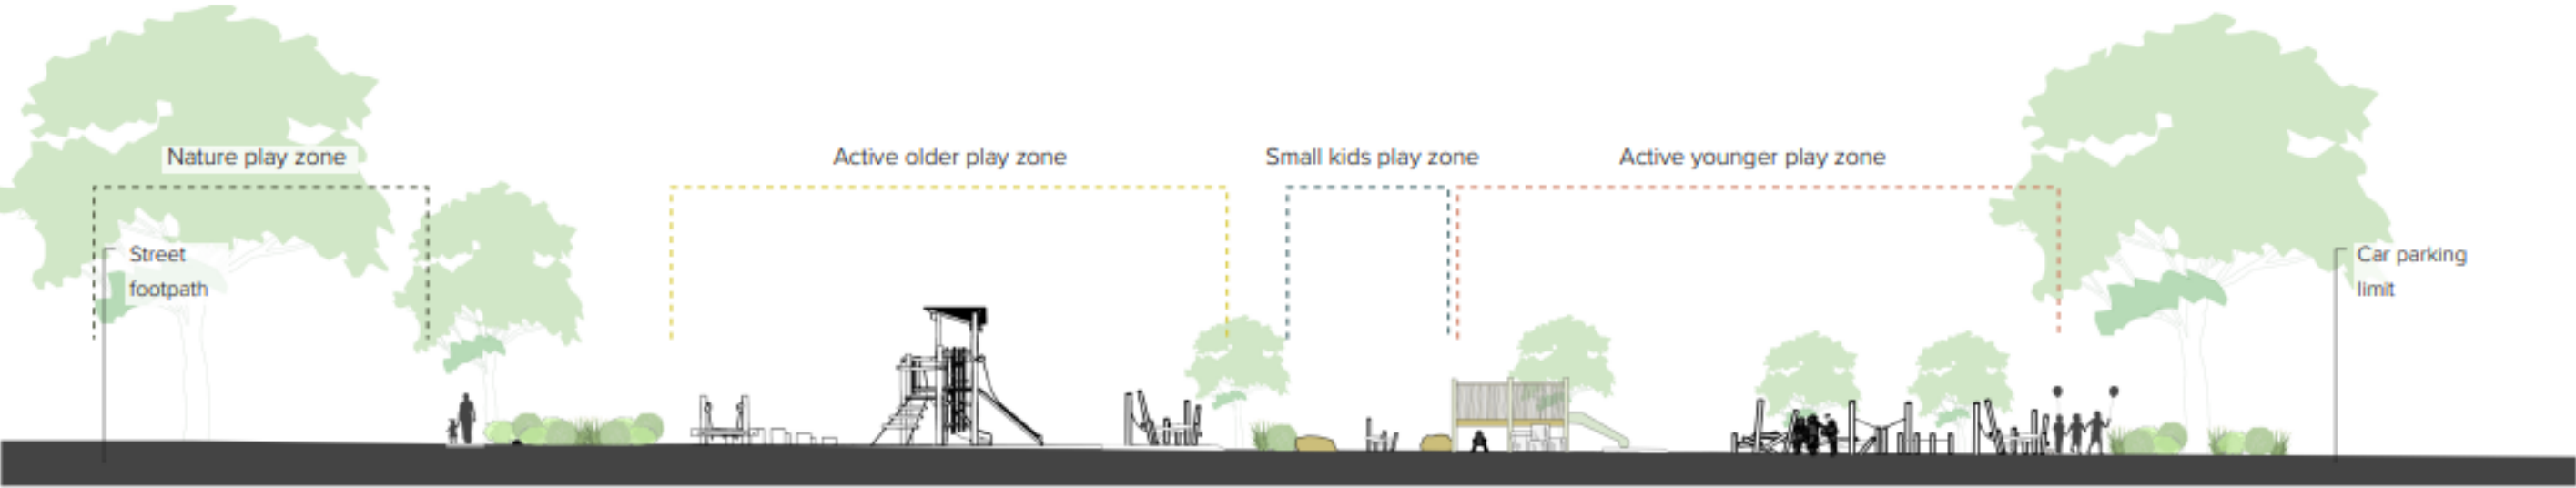 Nature play zone
Active older play zone
Small kids play zone
Active younger play zone
Street
footpath
Car parking
limit